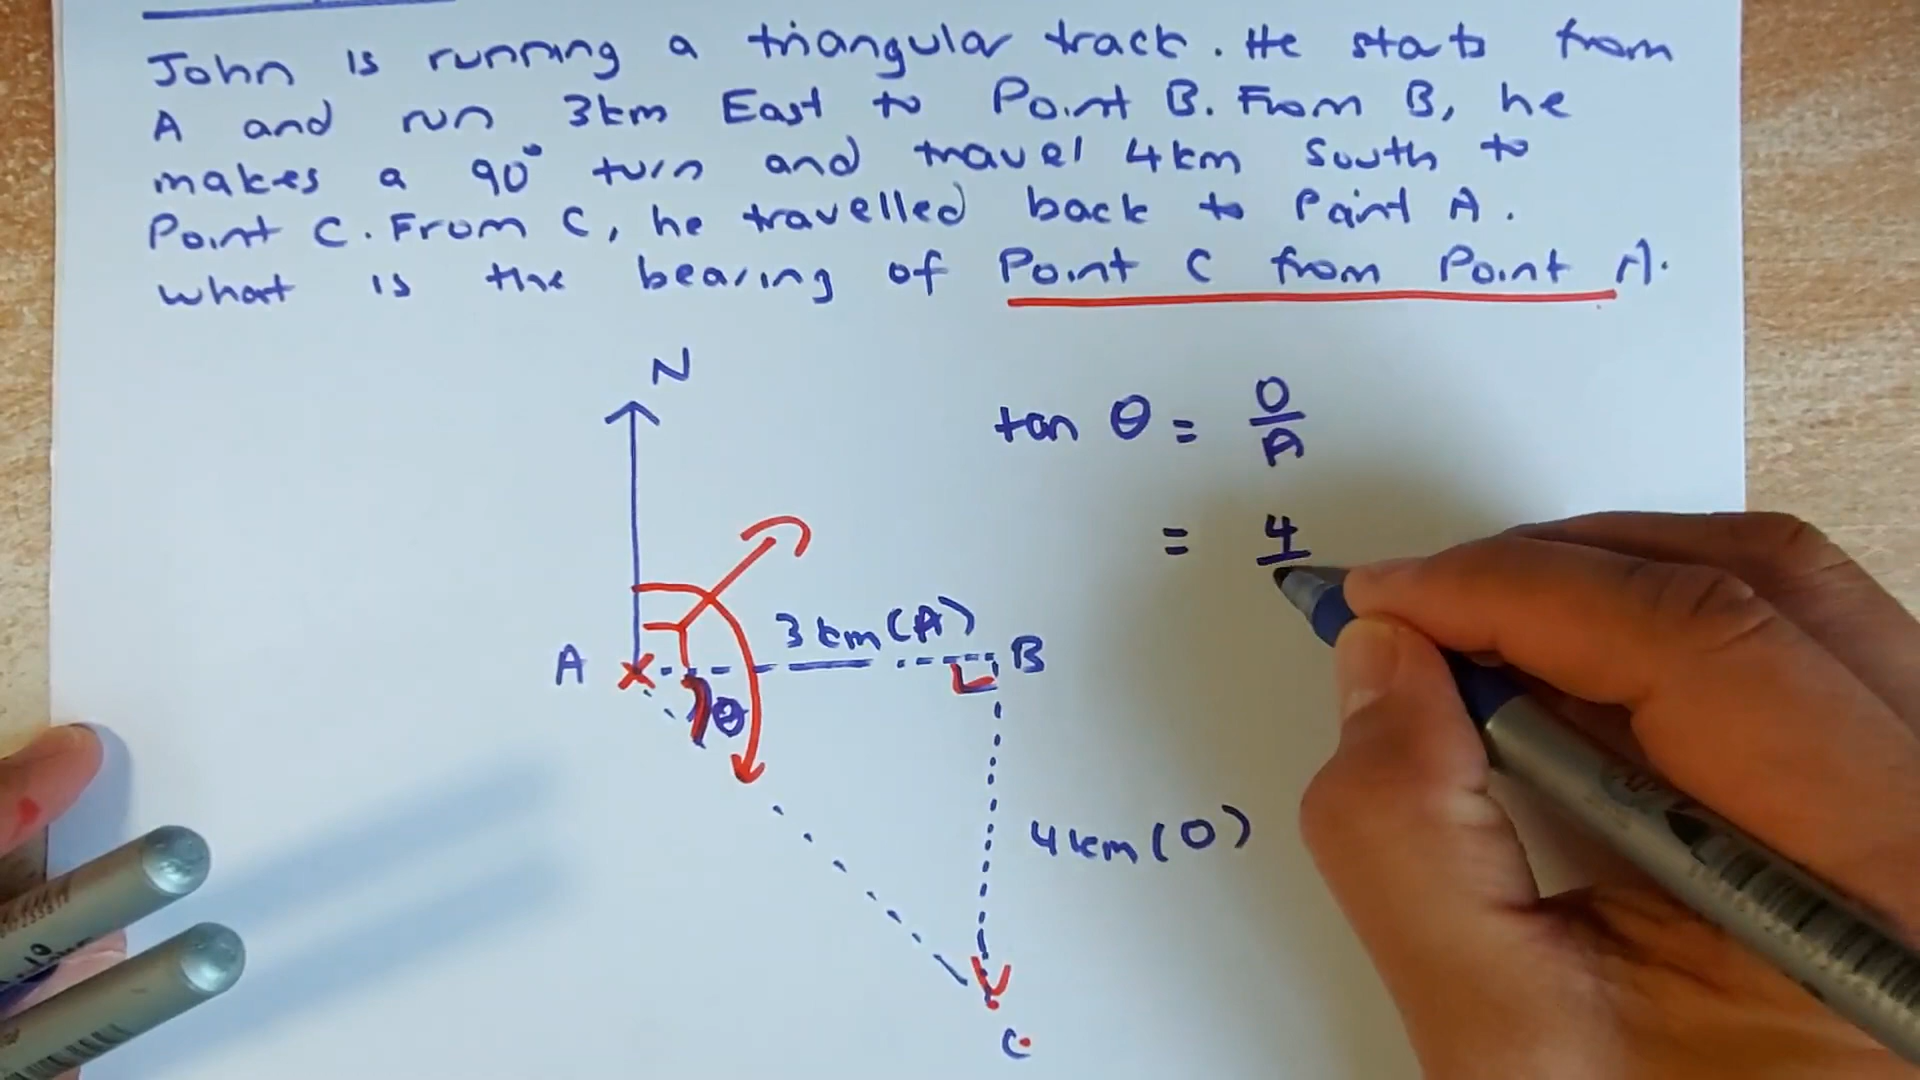 John is running a triangular track. He starts from
A and run 3km East to Point B. From B, he
makes a 90° turn and travel 4km South to
Point C. From C, he travelled back to Point A.
What is the bearing of Point C from Point A.
N
tan θ = O/A
= 4
3km (A)
A
B
θ
4km (O)
C